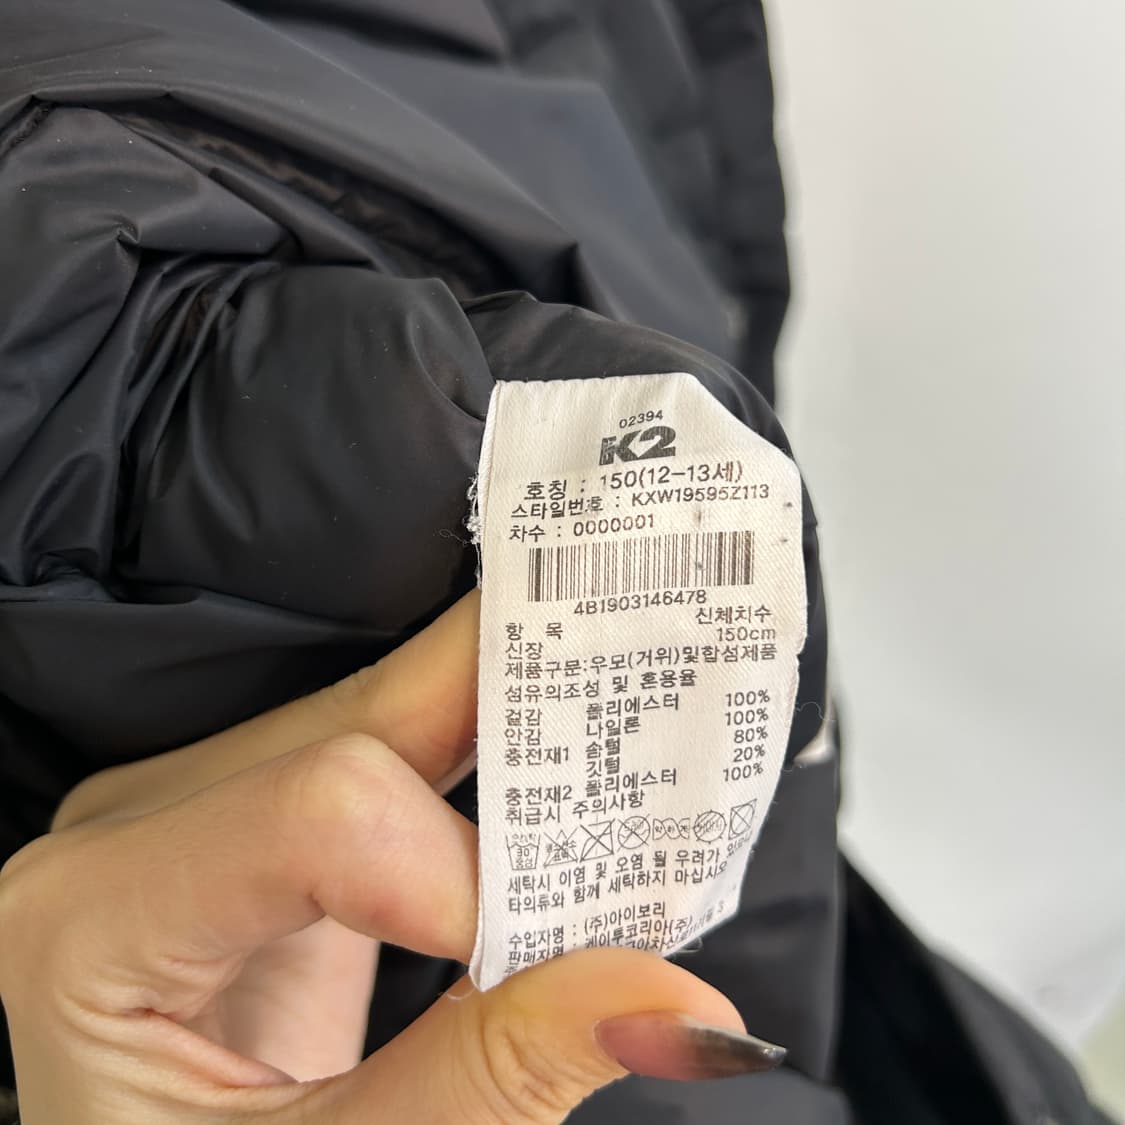 02394
K2
호칭 : 150(12-13세)
스타일번호 : KXW19595Z113
차수 : 0000001
4B1903146478
항 목 신체치수
신장 150cm
제품구분:우모(거위)및합섬제품
섬유의조성 및 혼용율
겉감 폴리에스터 100%
안감 나일론 100%
충전재1 솜털 80%
깃털 20%
충전재2 폴리에스터 100%
취급시 주의사항
30
중성
세탁시 이염 및 오염 될 우려가 있으니
타의류와 함께 세탁하지 마십시오
수입자명 : (주)아이보리
판매자명 : 케이투코리아(주)